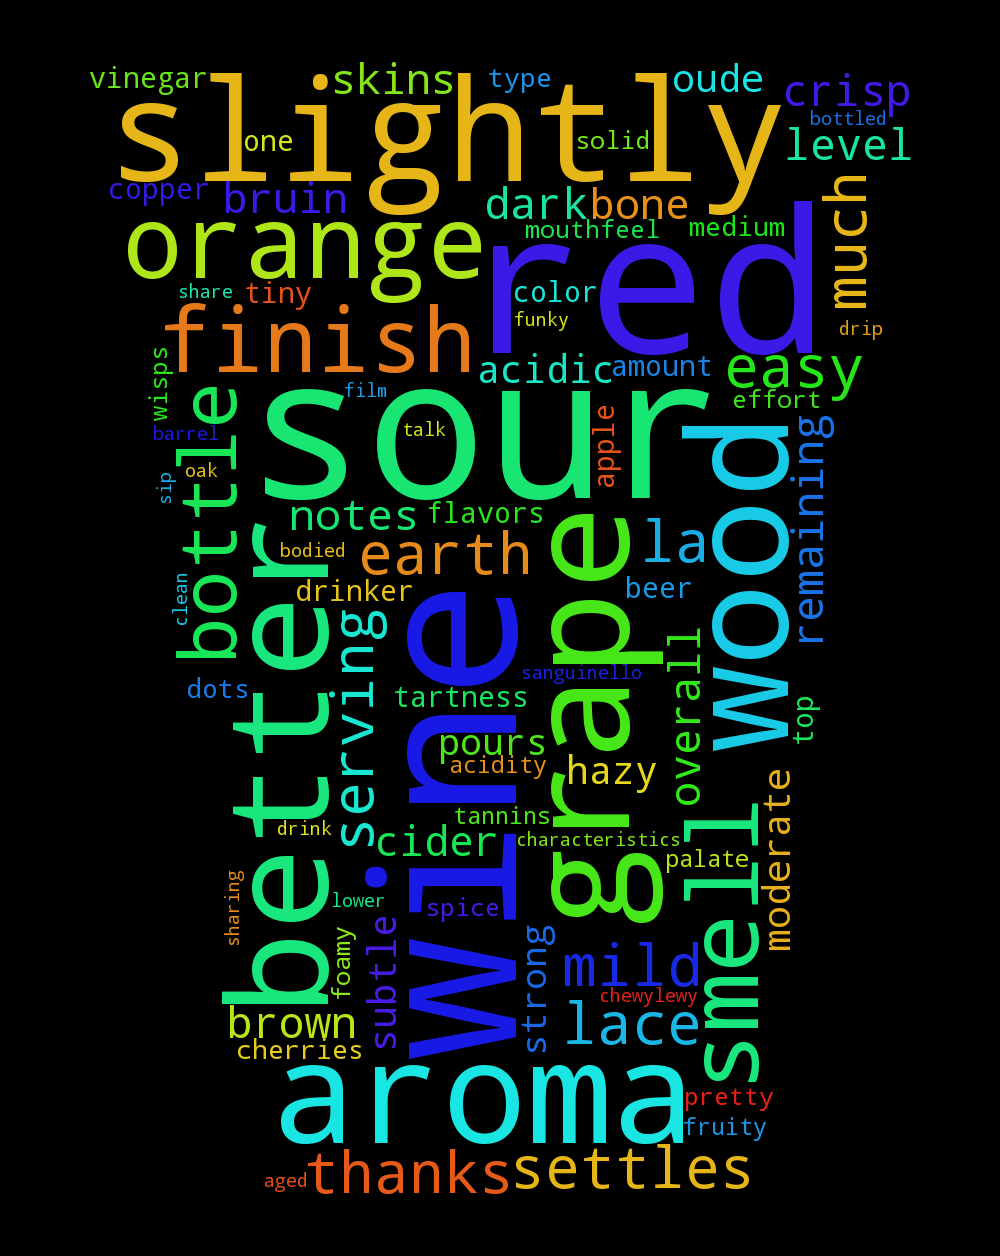 vinegar
skins
type
oude
crisp
slightly
bottled
one
solid
level
copper
bruin
dark
bone
much
orange
mouthfeel
medium
red
share
tiny
color
funky
drip
finish
wisps
acidic
amount
easy
film
effort
bottle
sour
talk
apple
wood
remaining
barrel
oak
sip
notes
flavors
better
grape
la
earth
bodied
clean
drinker
beer
wine
serving
overall
sanguinello
dots
tartness
top
pours
acidity
hazy
moderate
tannins
smell
drink
cider
characteristics
palate
sharing
lower
spice
foamy
subtle
strong
mild
chewylewy
brown
lace
cherries
aroma
pretty
fruity
aged
thanks
settles